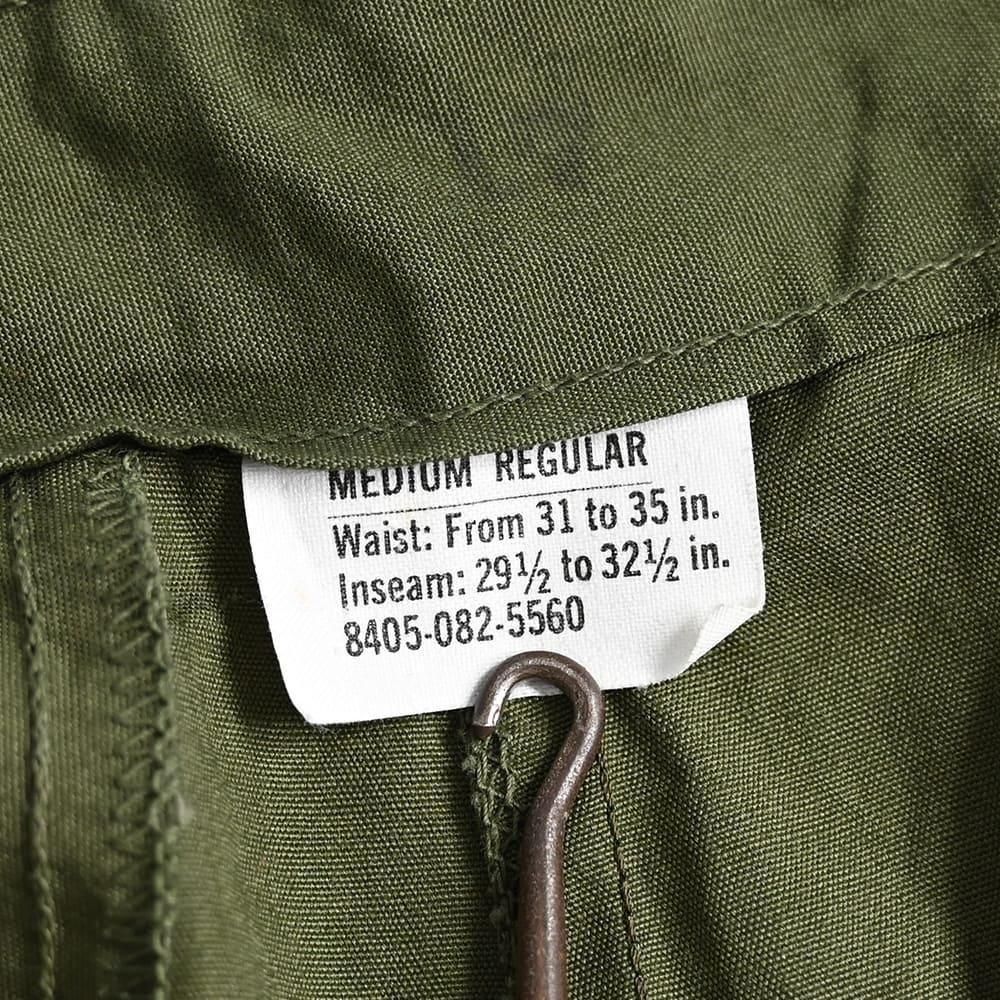 MEDIUM REGULAR
Waist: From 31 to 35 in.
Inseam: 29½ to 32½ in.
8405-082-5560